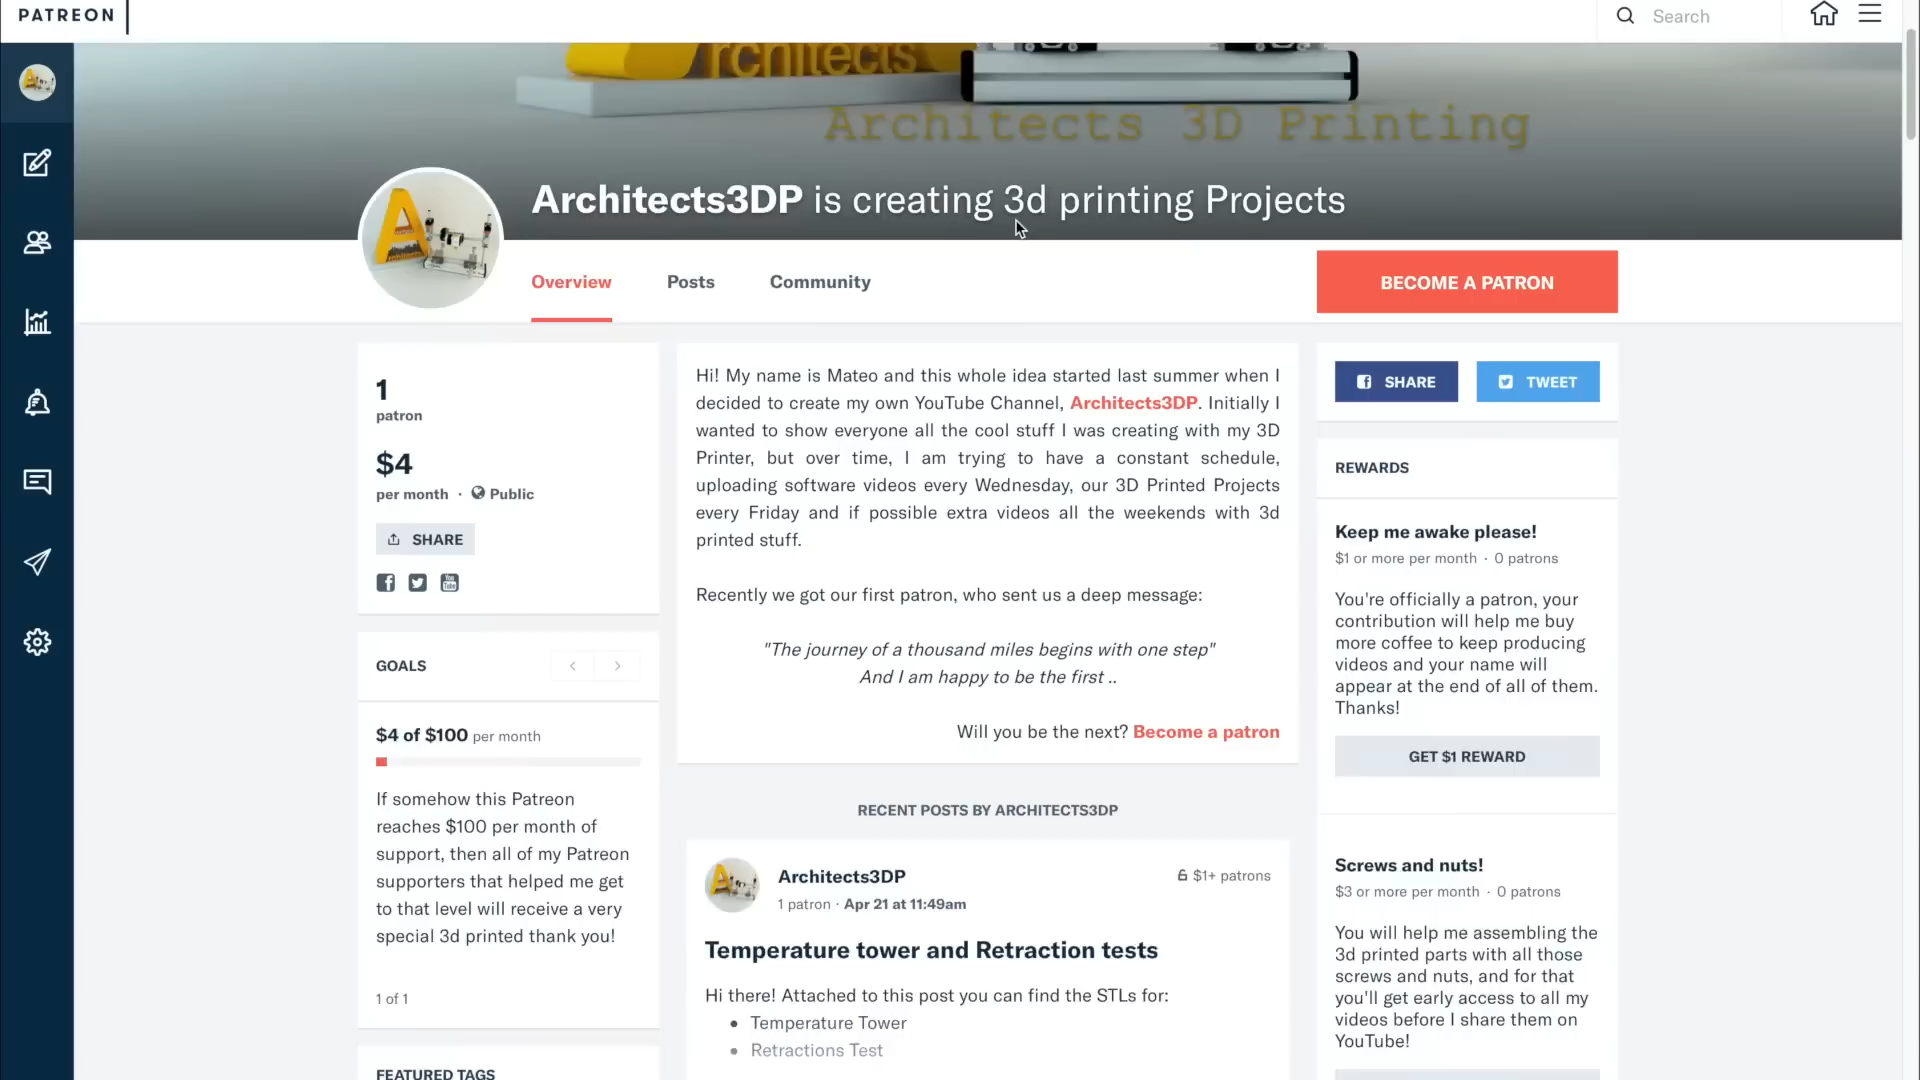 PATREON
Search
rchitects
Architects 3D Printing
Architects3DP is creating 3d printing Projects
Overview
Posts
Community
BECOME A PATRON
1
patron
$4
per month · Public
SHARE
GOALS
$4 of $100 per month
If somehow this Patreon
reaches $100 per month of
support, then all of my Patreon
supporters that helped me get
to that level will receive a very
special 3d printed thank you!
1 of 1
FEATURED TAGS
Hi! My name is Mateo and this whole idea started last summer when I
decided to create my own YouTube Channel, Architects3DP. Initially I
wanted to show everyone all the cool stuff I was creating with my 3D
Printer, but over time, I am trying to have a constant schedule,
uploading software videos every Wednesday, our 3D Printed Projects
every Friday and if possible extra videos all the weekends with 3d
printed stuff.
Recently we got our first patron, who sent us a deep message:
"The journey of a thousand miles begins with one step"
And I am happy to be the first ..
Will you be the next? Become a patron
RECENT POSTS BY ARCHITECTS3DP
Architects3DP
$1+ patrons
1 patron · Apr 21 at 11:49am
Temperature tower and Retraction tests
Hi there! Attached to this post you can find the STLs for:
• Temperature Tower
• Retractions Test
SHARE
TWEET
REWARDS
Keep me awake please!
$1 or more per month · 0 patrons
You're officially a patron, your
contribution will help me buy
more coffee to keep producing
videos and your name will
appear at the end of all of them.
Thanks!
GET $1 REWARD
Screws and nuts!
$3 or more per month · 0 patrons
You will help me assembling the
3d printed parts with all those
screws and nuts, and for that
you'll get early access to all my
videos before I share them on
YouTube!